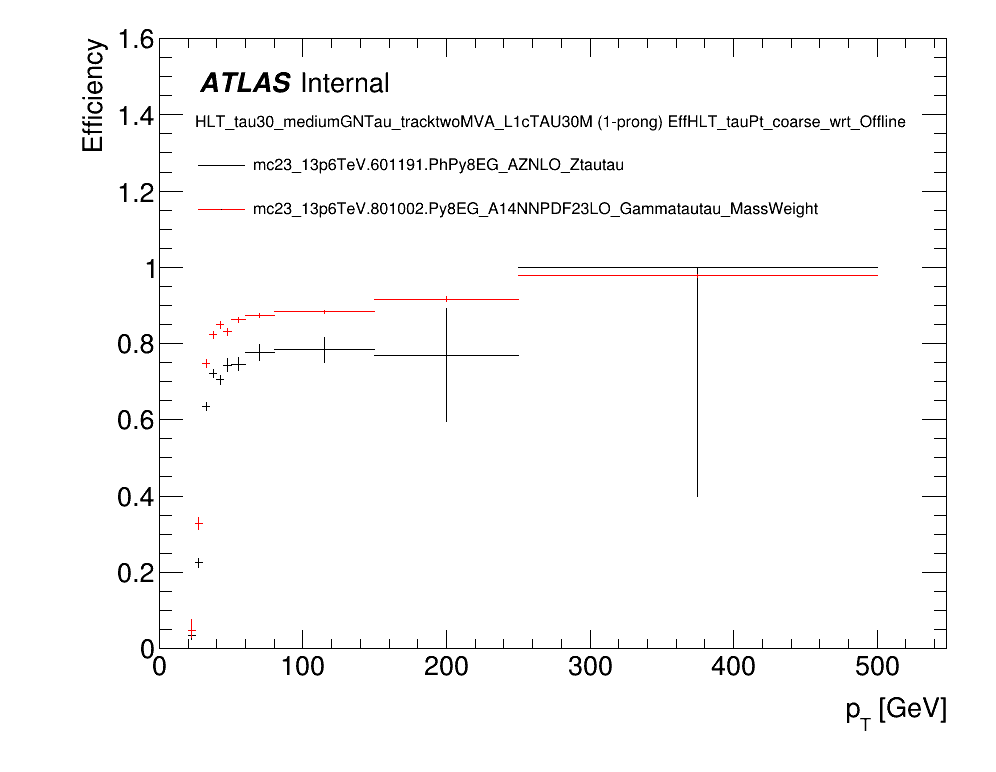 1.6
ATLAS Internal
1.4
HLT_tau30_mediumGNTau_tracktwoMVA_L1cTAU30M (1-prong) EffHLT_tauPt_coarse_wrt_Offline
mc23_13p6TeV.601191.PhPy8EG_AZNLO_Ztautau
1.2
mc23_13p6TeV.801002.Py8EG_A14NNPDF23LO_Gammatautau_MassWeight
1
0.8
0.6
0.4
0.2
0
Efficiency
0 100 200 300 400 500
p_T [GeV]